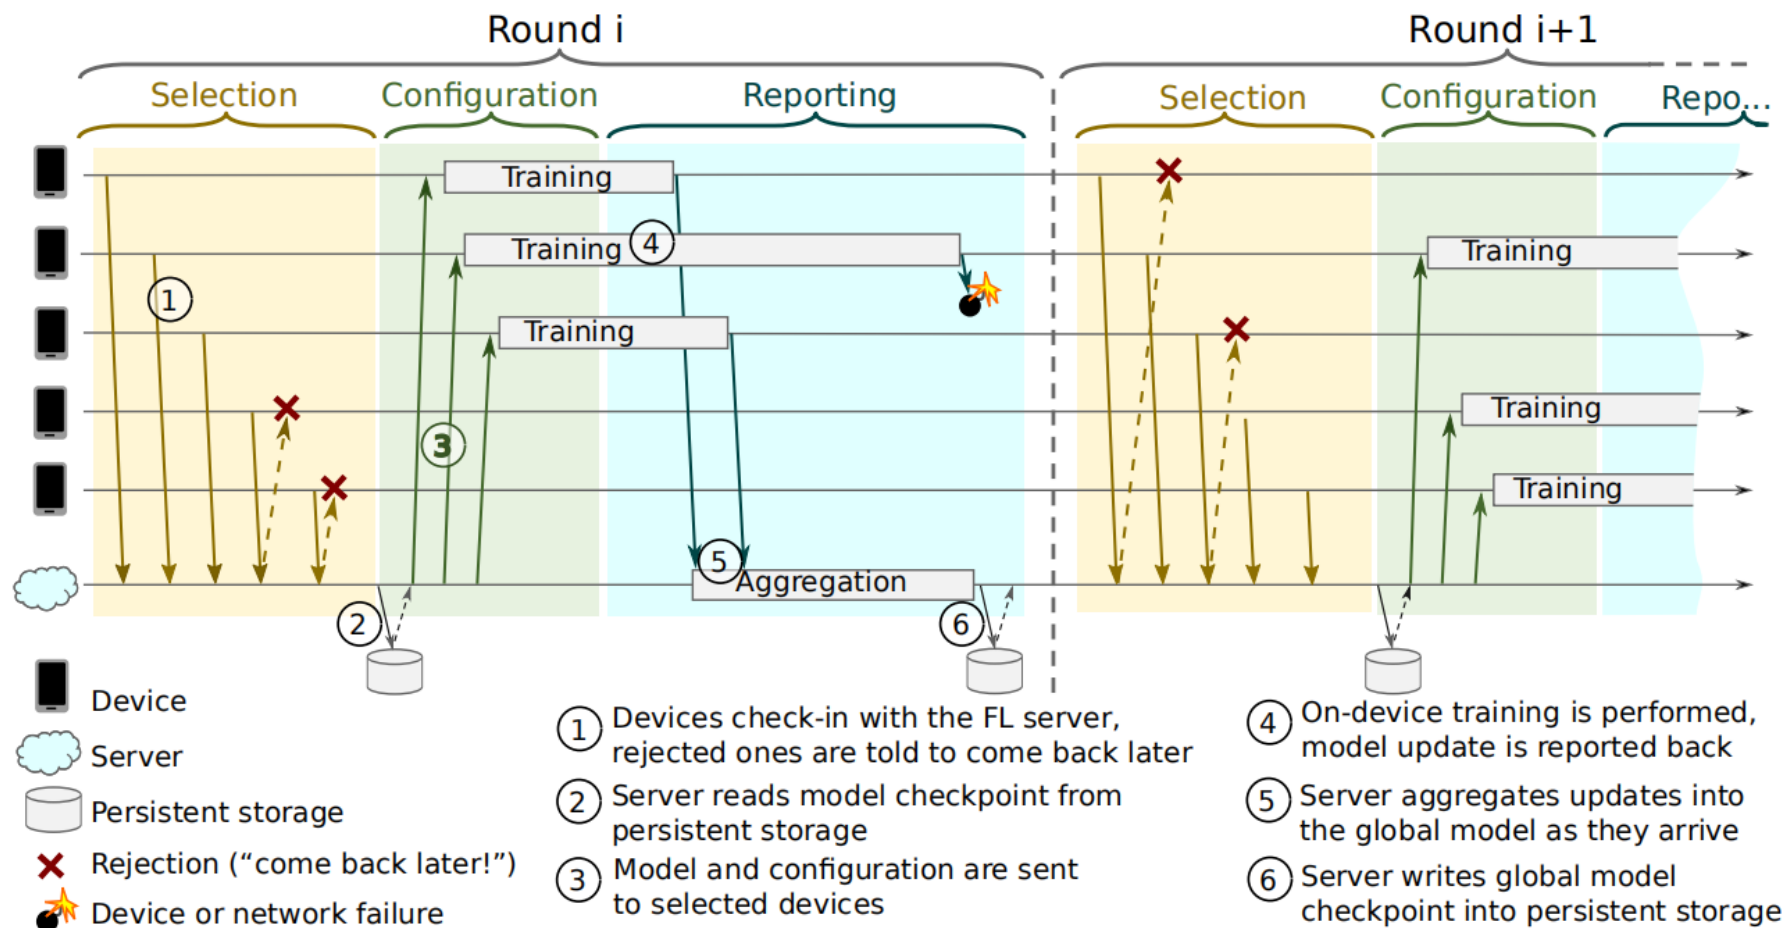 Round i
Round i+1
Selection
Configuration
Reporting
Selection
Configuration
Repo...
Training
Training
4
Training
Training
1
Training
3
Training
Training
5
Aggregation
2
6
Device
Server
Persistent storage
Rejection (“come back later!”)
Device or network failure
1
Devices check-in with the FL server,
rejected ones are told to come back later
2
Server reads model checkpoint from
persistent storage
3
Model and configuration are sent
to selected devices
4
On-device training is performed,
model update is reported back
5
Server aggregates updates into
the global model as they arrive
6
Server writes global model
checkpoint into persistent storage